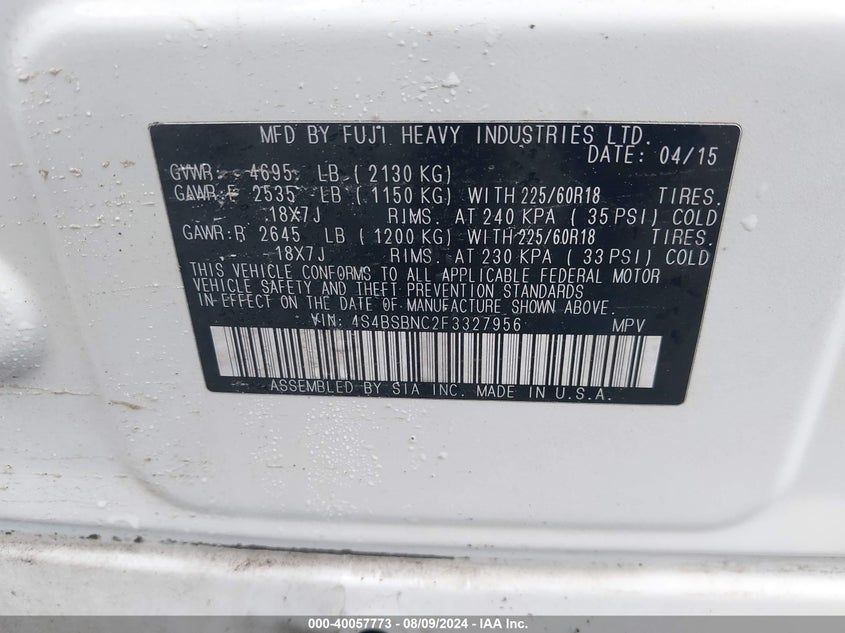 MFD BY FUJI HEAVY INDUSTRIES LTD.
DATE: 04/15
GVWR: 4695 LB (2130 KG)
GAWR:F 2535 LB (1150 KG) WITH 225/60R18 TIRES.
18X7J RIMS. AT 240 KPA (35 PSI) COLD
GAWR:R 2645 LB (1200 KG) WITH 225/60R18 TIRES.
18X7J RIMS. AT 230 KPA (33 PSI) COLD
THIS VEHICLE CONFORMS TO ALL APPLICABLE FEDERAL MOTOR
VEHICLE SAFETY AND THEFT PREVENTION STANDARDS
IN EFFECT ON THE DATE OF MANUFACTURE SHOWN ABOVE.
VIN: 4S4BSBNC2F3327956 MPV
ASSEMBLED BY SIA INC. MADE IN U.S.A.
000-40057773 - 08/09/2024 - IAA Inc.